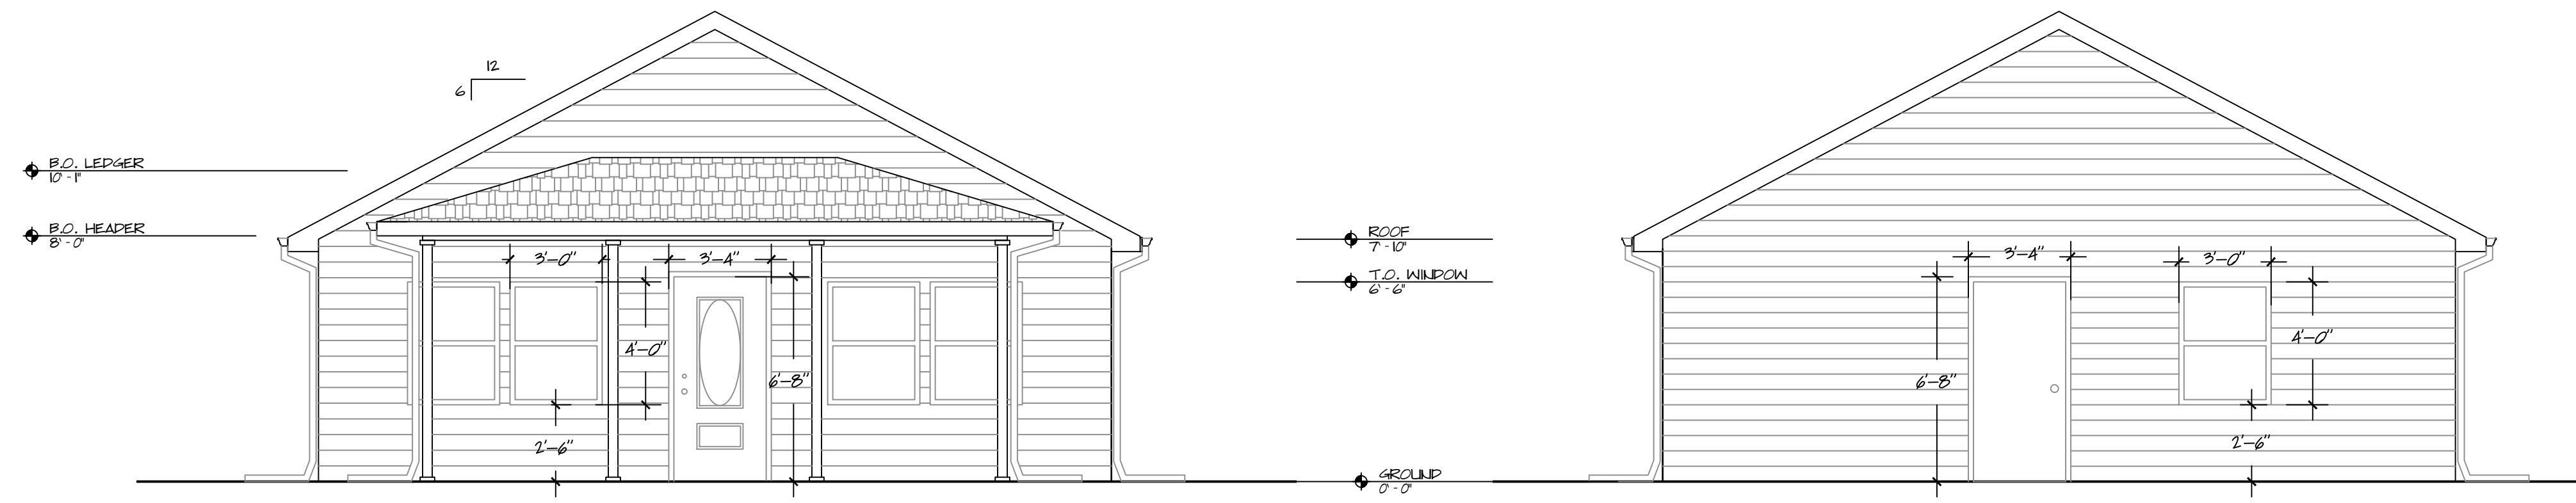 12
6
B.O. LEDGER
10' - 1"
B.O. HEADER
8' - 0"
3'-0"
3'-4"
4'-0"
6'-8"
2'-6"
ROOF
7' - 10"
T.O. WINDOW
6' - 6"
GROUND
0' - 0"
3'-4"
3'-0"
4'-0"
6'-8"
2'-6"